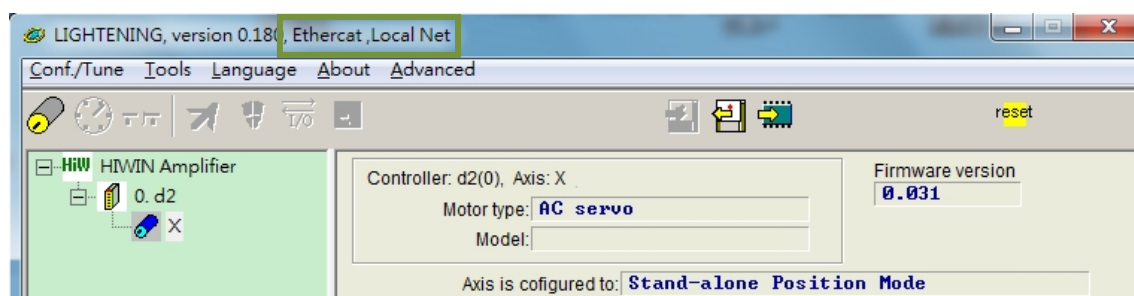 LIGHTENING, version 0.180, Ethercat ,Local Net
Conf./Tune Tools Language About Advanced
I/O
reset
HiW HIWIN Amplifier
0. d2
X
Controller: d2(0), Axis: X
Motor type: AC servo
Model:
Firmware version
0.031
Axis is cofigured to: Stand-alone Position Mode